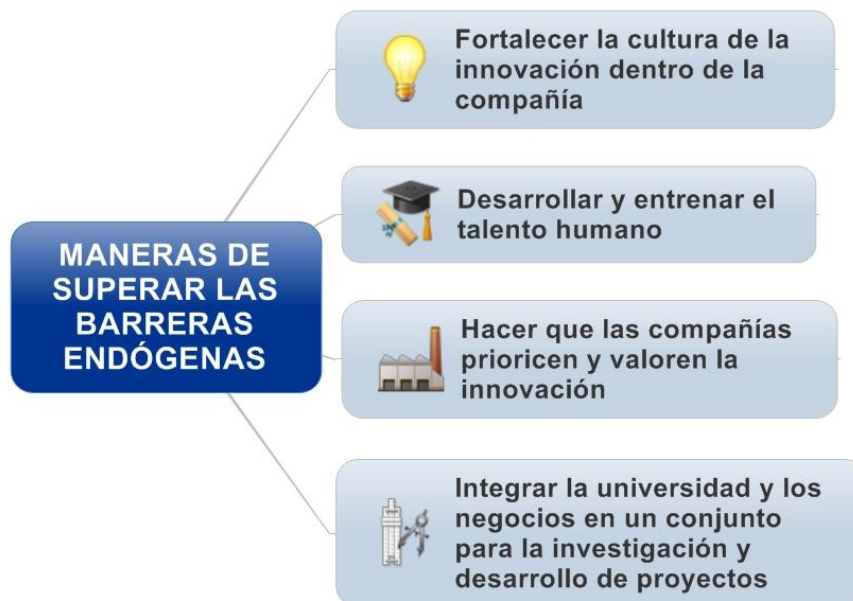 MANERAS DE
SUPERAR LAS
BARRERAS
ENDÓGENAS
Fortalecer la cultura de la
innovación dentro de la
compañía
Desarrollar y entrenar el
talento humano
Hacer que las compañías
prioricen y valoren la
innovación
Integrar la universidad y los
negocios en un conjunto
para la investigación y
desarrollo de proyectos